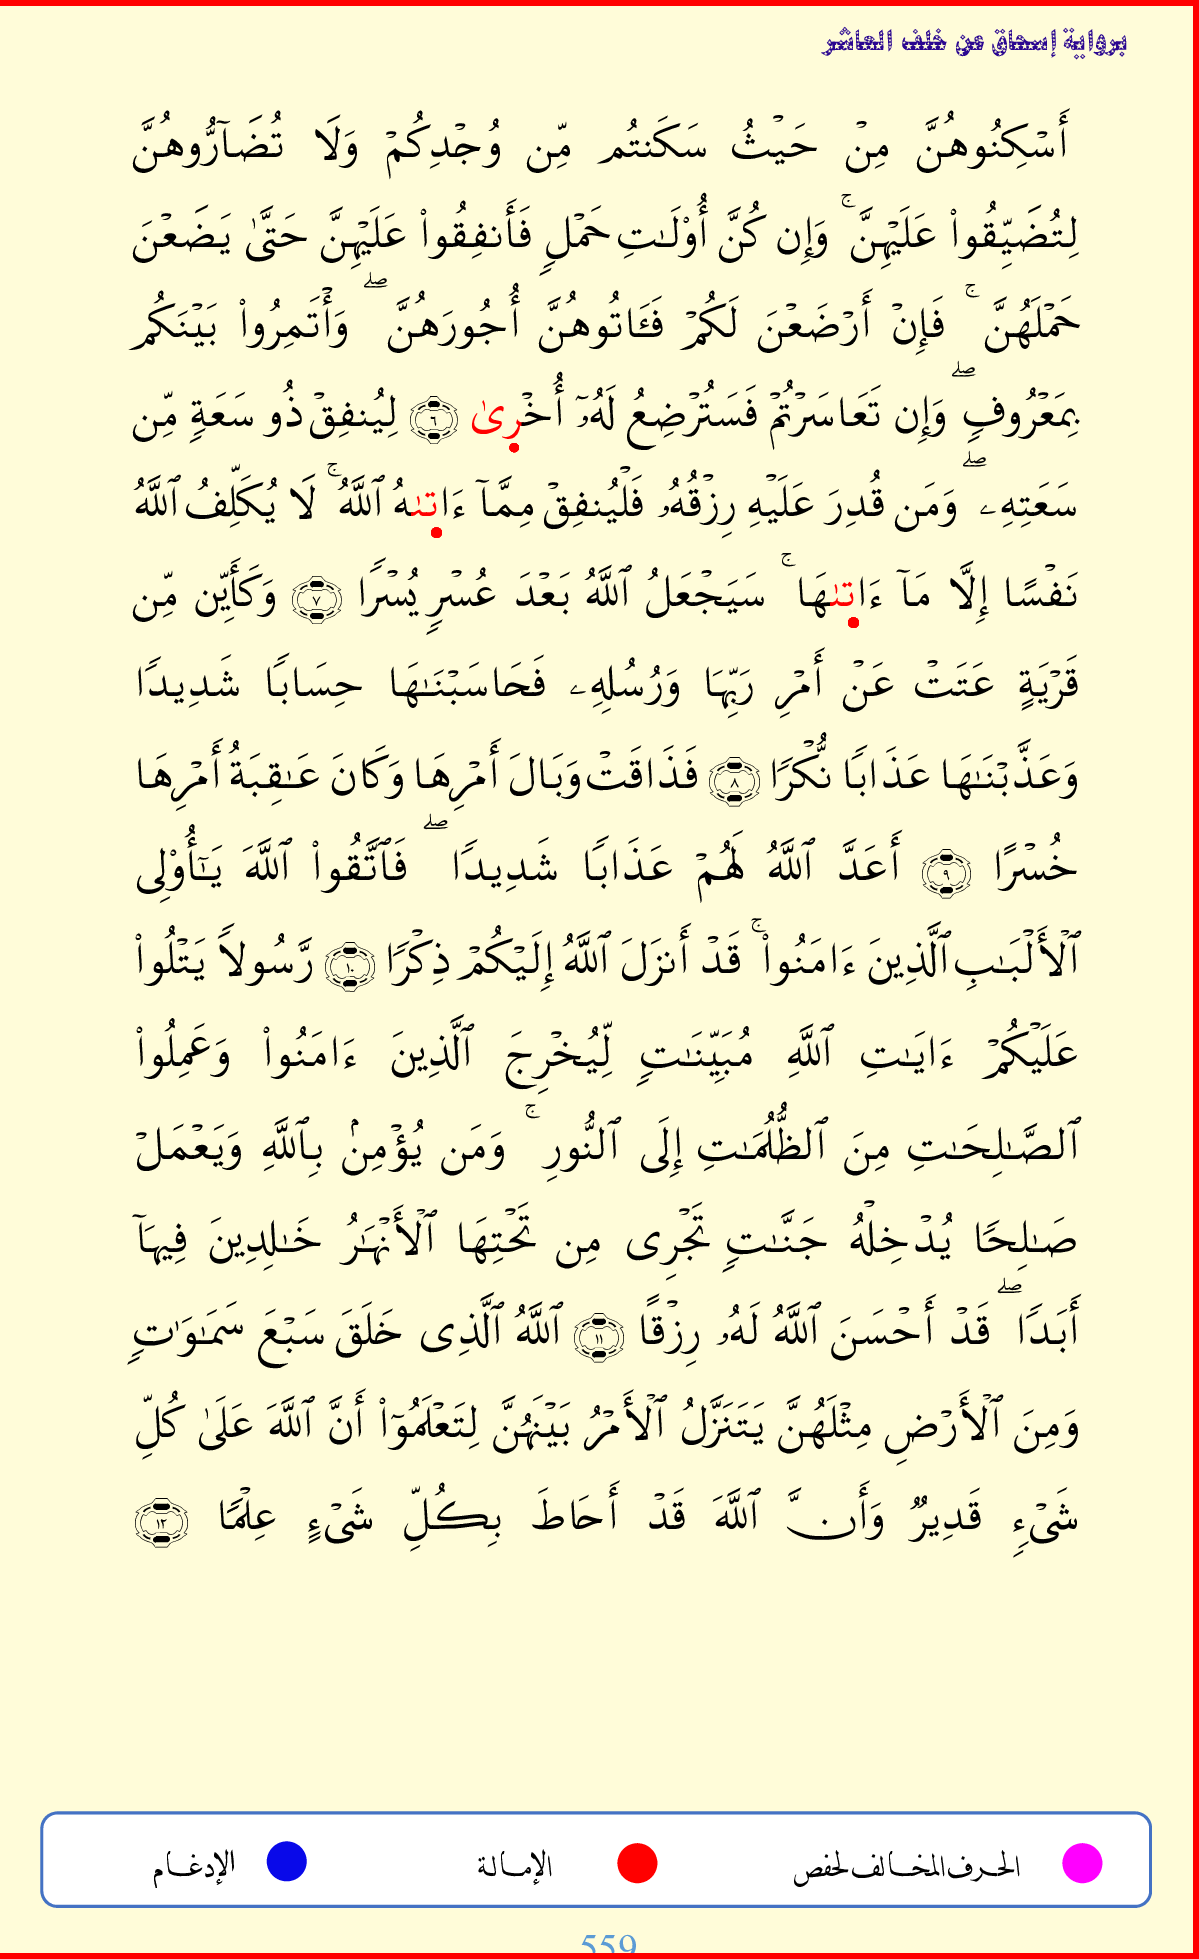 برواية إسحاق عن خلف العاشر
أَسْكِنُوهُنَّ مِنْ حَيْثُ سَكَنتُم مِّن وُجْدِكُمْ وَلَا تُضَآرُّوهُنَّ
لِتُضَيِّقُوا۟ عَلَيْهِنَّ ۚ وَإِن كُنَّ أُو۟لَـٰتِ حَمْلٍ فَأَنفِقُوا۟ عَلَيْهِنَّ حَتَّىٰ يَضَعْنَ
حَمْلَهُنَّ ۚ فَإِنْ أَرْضَعْنَ لَكُمْ فَـَٔاتُوهُنَّ أُجُورَهُنَّ ۖ وَأْتَمِرُوا۟ بَيْنَكُم
بِمَعْرُوفٍ ۖ وَإِن تَعَاسَرْتُمْ فَسَتُرْضِعُ لَهُۥٓ أُخْرِىٰ ٦ لِيُنفِقْ ذُو سَعَةٍ مِّن
سَعَتِهِۦ ۖ وَمَن قُدِرَ عَلَيْهِ رِزْقُهُۥ فَلْيُنفِقْ مِمَّآ ءَاتىٰهُ ٱللَّهُ ۚ لَا يُكَلِّفُ ٱللَّهُ
نَفْسًا إِلَّا مَآ ءَاتىٰهَا ۚ سَيَجْعَلُ ٱللَّهُ بَعْدَ عُسْرٍ يُسْرًا ٧ وَكَأَيِّن مِّن
قَرْيَةٍ عَتَتْ عَنْ أَمْرِ رَبِّهَا وَرُسُلِهِۦ فَحَاسَبْنَـٰهَا حِسَابًا شَدِيدًا
وَعَذَّبْنَـٰهَا عَذَابًا نُّكْرًا ٨ فَذَاقَتْ وَبَالَ أَمْرِهَا وَكَانَ عَـٰقِبَةُ أَمْرِهَا
خُسْرًا ٩ أَعَدَّ ٱللَّهُ لَهُمْ عَذَابًا شَدِيدًا ۖ فَٱتَّقُوا۟ ٱللَّهَ يَـٰٓأُو۟لِى
ٱلْأَلْبَـٰبِ ٱلَّذِينَ ءَامَنُوا۟ ۚ قَدْ أَنزَلَ ٱللَّهُ إِلَيْكُمْ ذِكْرًا ١٠ رَّسُولًا يَتْلُوا۟
عَلَيْكُمْ ءَايَـٰتِ ٱللَّهِ مُبَيِّنَـٰتٍ لِّيُخْرِجَ ٱلَّذِينَ ءَامَنُوا۟ وَعَمِلُوا۟
ٱلصَّـٰلِحَـٰتِ مِنَ ٱلظُّلُمَـٰتِ إِلَى ٱلنُّورِ ۚ وَمَن يُؤْمِنۢ بِٱللَّهِ وَيَعْمَلْ
صَـٰلِحًا يُدْخِلْهُ جَنَّـٰتٍ تَجْرِى مِن تَحْتِهَا ٱلْأَنْهَـٰرُ خَـٰلِدِينَ فِيهَآ
أَبَدًا ۖ قَدْ أَحْسَنَ ٱللَّهُ لَهُۥ رِزْقًا ١١ ٱللَّهُ ٱلَّذِى خَلَقَ سَبْعَ سَمَـٰوَٰتٍ
وَمِنَ ٱلْأَرْضِ مِثْلَهُنَّ يَتَنَزَّلُ ٱلْأَمْرُ بَيْنَهُنَّ لِتَعْلَمُوٓا۟ أَنَّ ٱللَّهَ عَلَىٰ كُلِّ
شَىْءٍ قَدِيرٌ وَأَنَّ ٱللَّهَ قَدْ أَحَاطَ بِكُلِّ شَىْءٍ عِلْمًا ١٢
الحرف المخالف لحفص الإمالة الإدغام
559